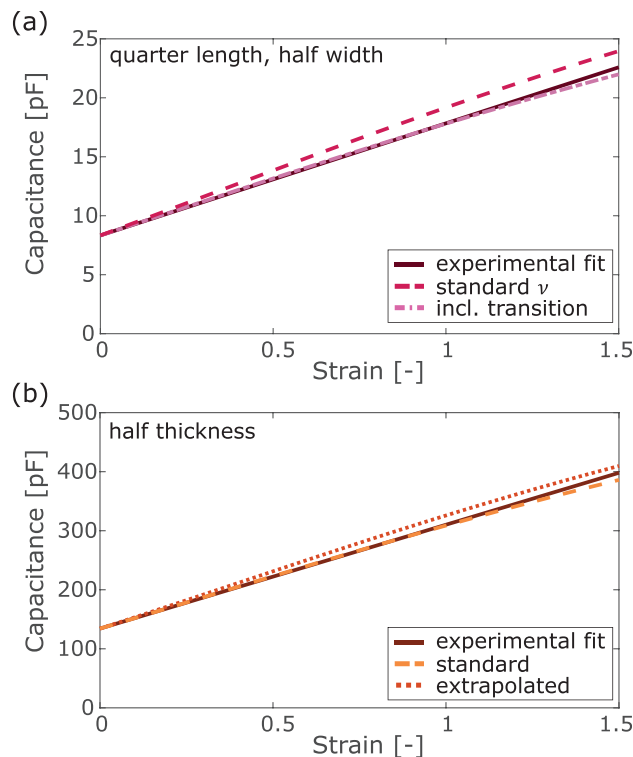 (a)
quarter length, half width
Capacitance [pF]
25
20
15
10
5
0
experimental fit
standard ν
incl. transition
0 0.5 1 1.5
Strain [-]
(b)
half thickness
Capacitance [pF]
500
400
300
200
100
0
experimental fit
standard
extrapolated
0 0.5 1 1.5
Strain [-]